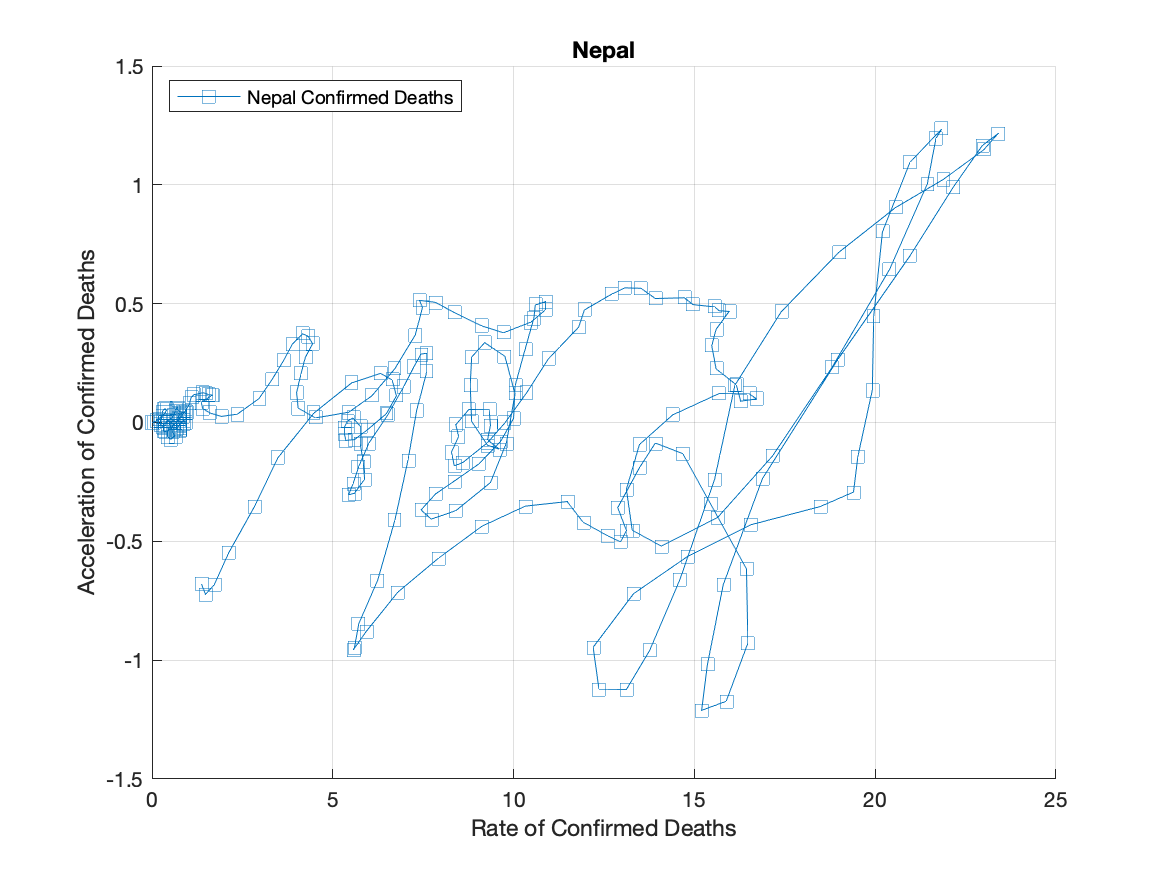 Nepal
Nepal Confirmed Deaths
1.5
1
0.5
0
-0.5
-1
-1.5
Acceleration of Confirmed Deaths
0 5 10 15 20 25
Rate of Confirmed Deaths